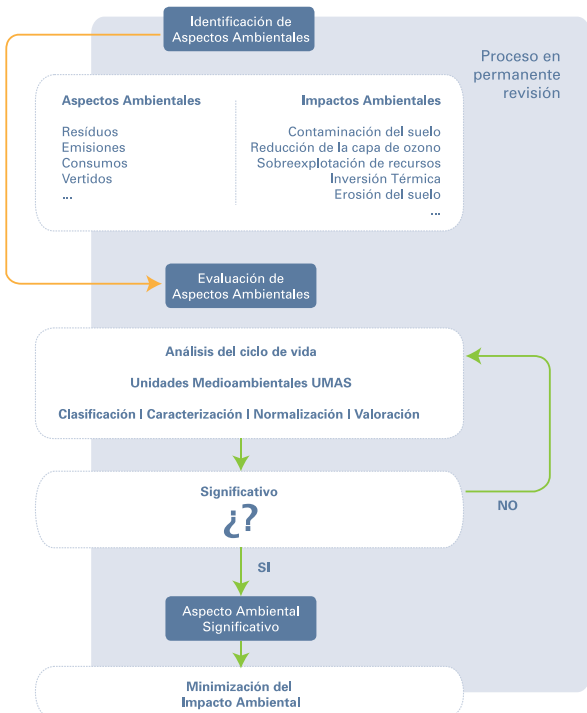 Identificación de
Aspectos Ambientales
Proceso en
permanente
revisión
Aspectos Ambientales
Resíduos
Emisiones
Consumos
Vertidos
...
Impactos Ambientales
Contaminación del suelo
Reducción de la capa de ozono
Sobreexplotación de recursos
Inversión Térmica
Erosión del suelo
...
Evaluación de
Aspectos Ambientales
Análisis del ciclo de vida
Unidades Medioambientales UMAS
Clasificación I Caracterización I Normalización I Valoración
Significativo
¿?
NO
SI
Aspecto Ambiental
Significativo
Minimización del
Impacto Ambiental